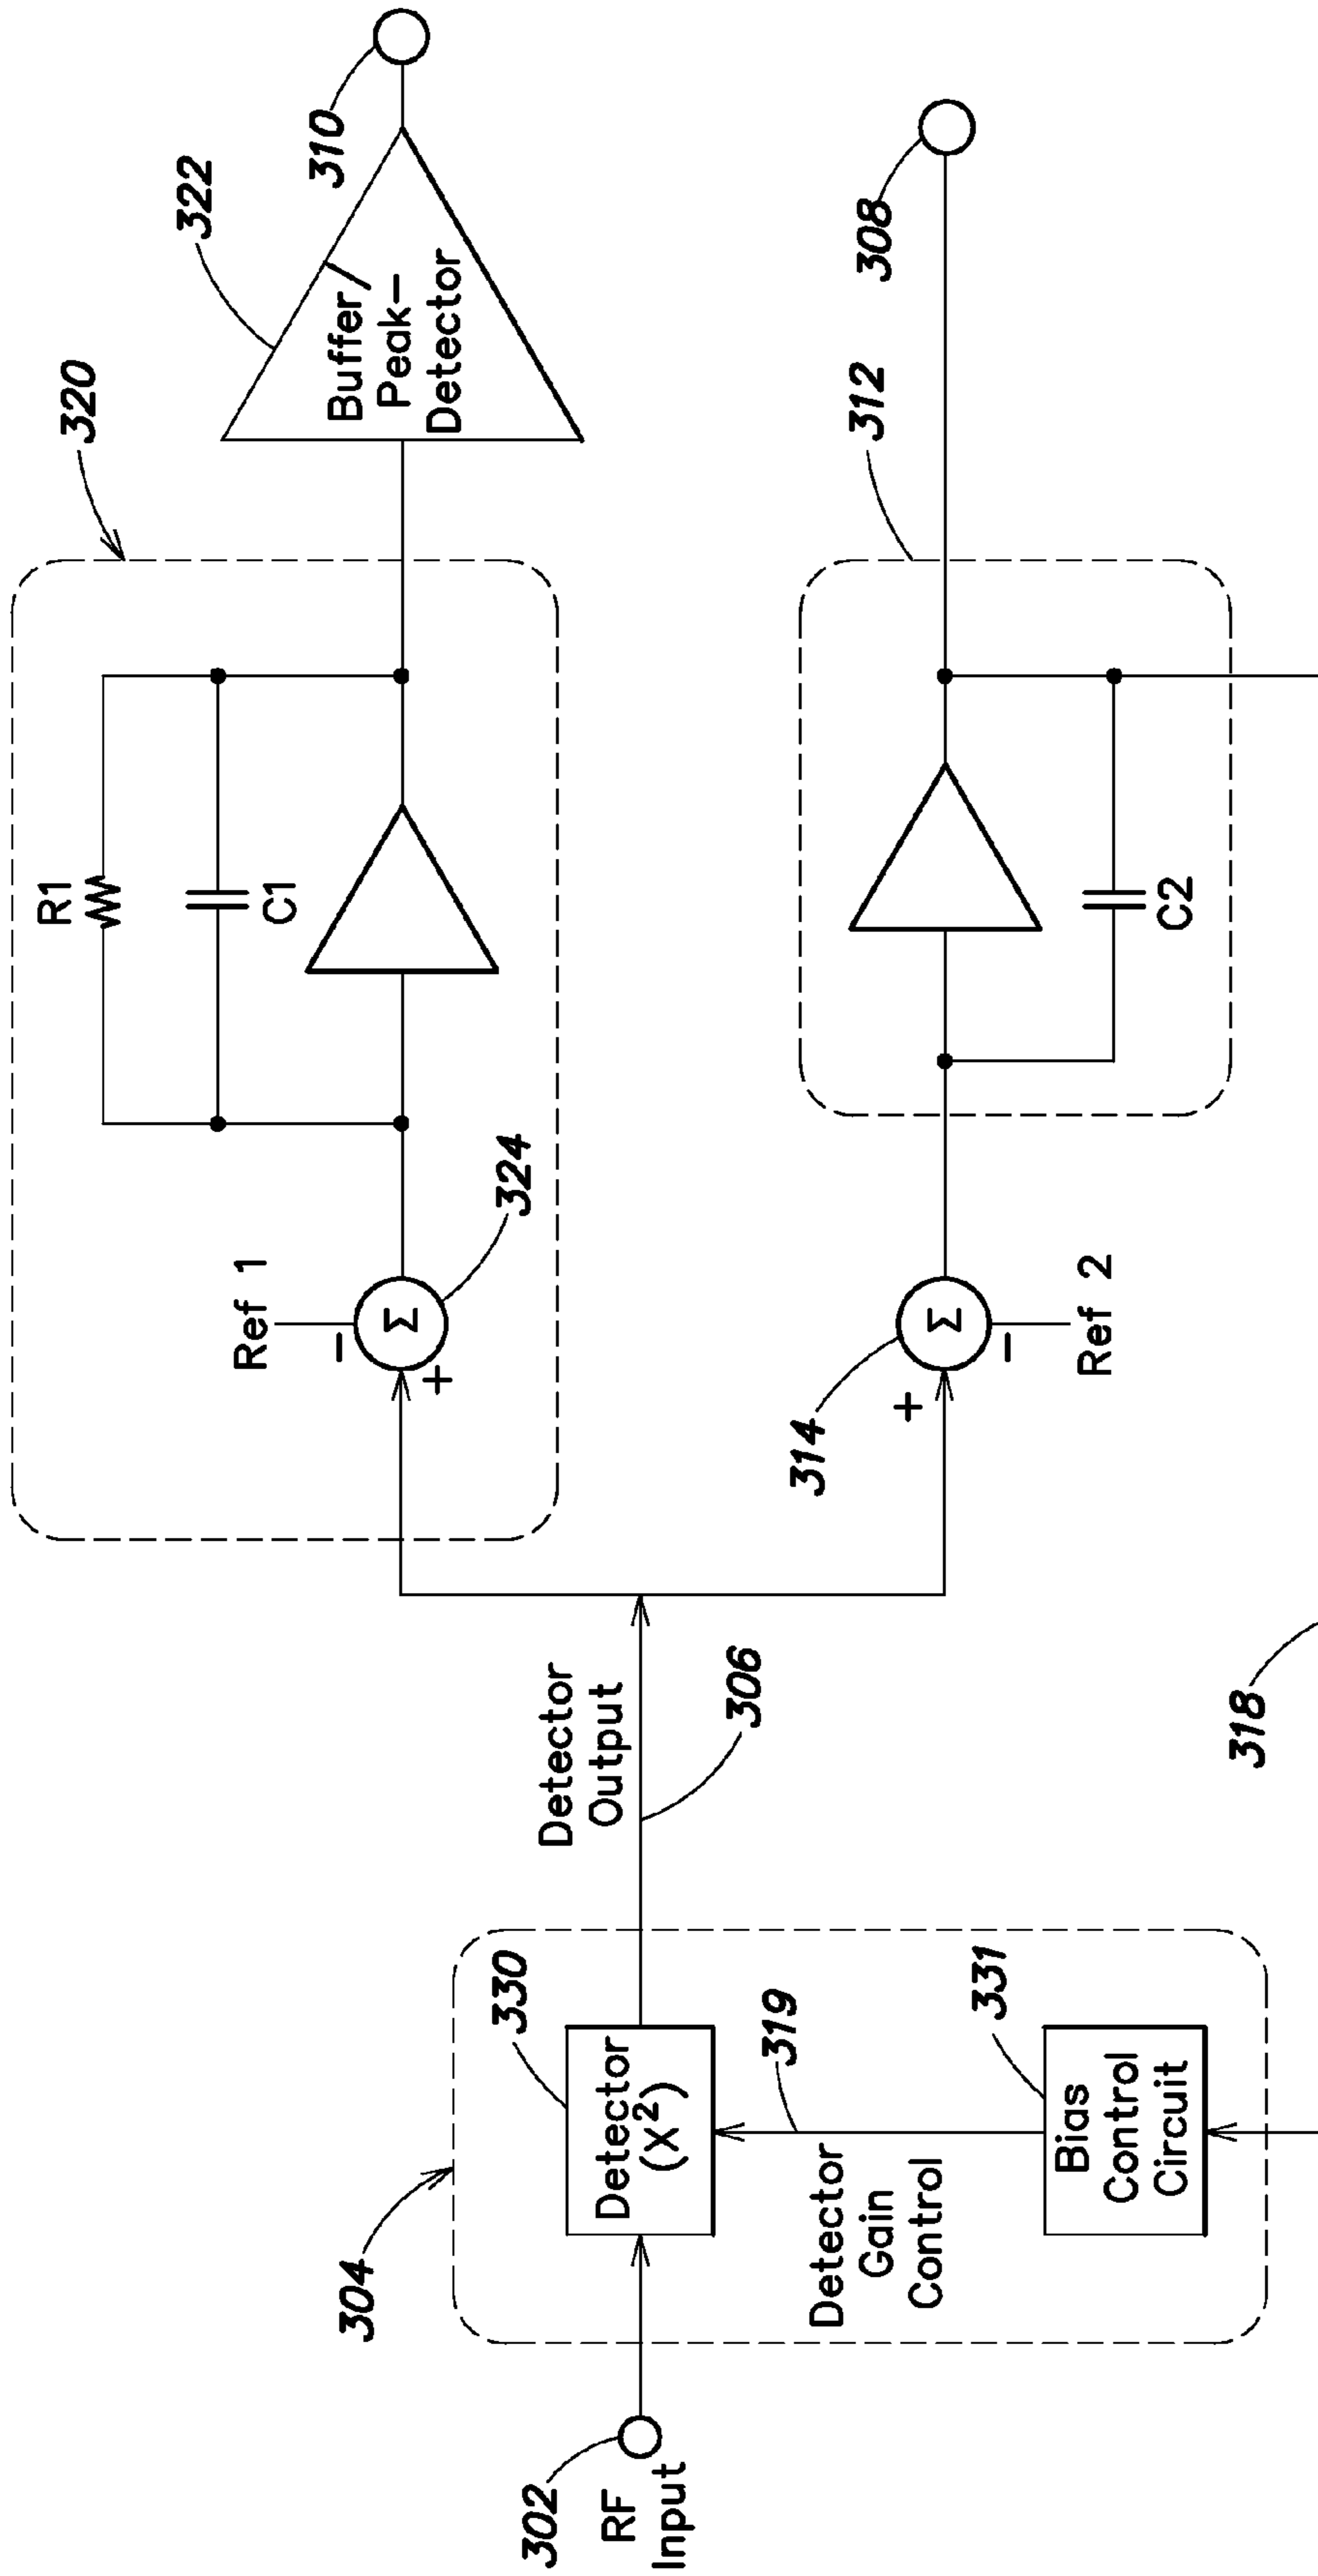 302
RF
Input
304
330
Detector
(X²)
319
Detector
Gain
Control
331
Bias
Control
Circuit
Detector
Output
306
318
320
R1
C1
Ref 1
−
Σ
+
324
322
Buffer/
Peak−
Detector
310
314
+
Σ
−
Ref 2
312
C2
308